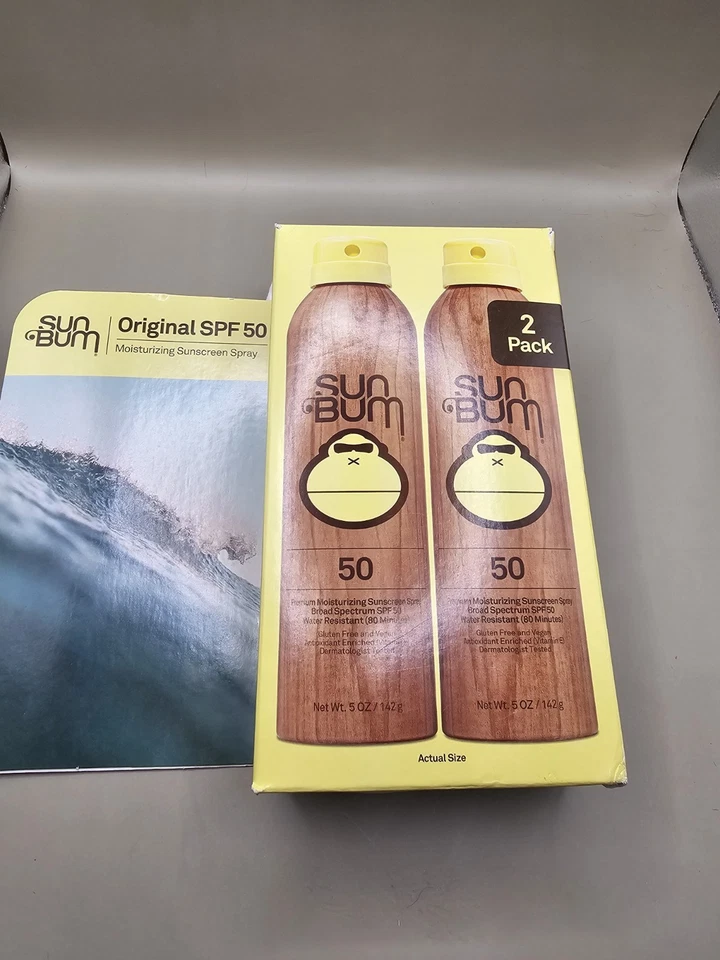 SUN
BUM
Original SPF 50
Moisturizing Sunscreen Spray
2
Pack
SUN
BUM
50
Premium Moisturizing Sunscreen Spray
Broad Spectrum SPF 50
Water Resistant (80 Minutes)
Gluten Free and Vegan
Antioxidant Enriched (Vitamin E)
Dermatologist Tested
Net Wt. 5 OZ / 142 g
SUN
BUM
50
Premium Moisturizing Sunscreen Spray
Broad Spectrum SPF 50
Water Resistant (80 Minutes)
Gluten Free and Vegan
Antioxidant Enriched (Vitamin E)
Dermatologist Tested
Net Wt. 5 OZ / 142 g
Actual Size